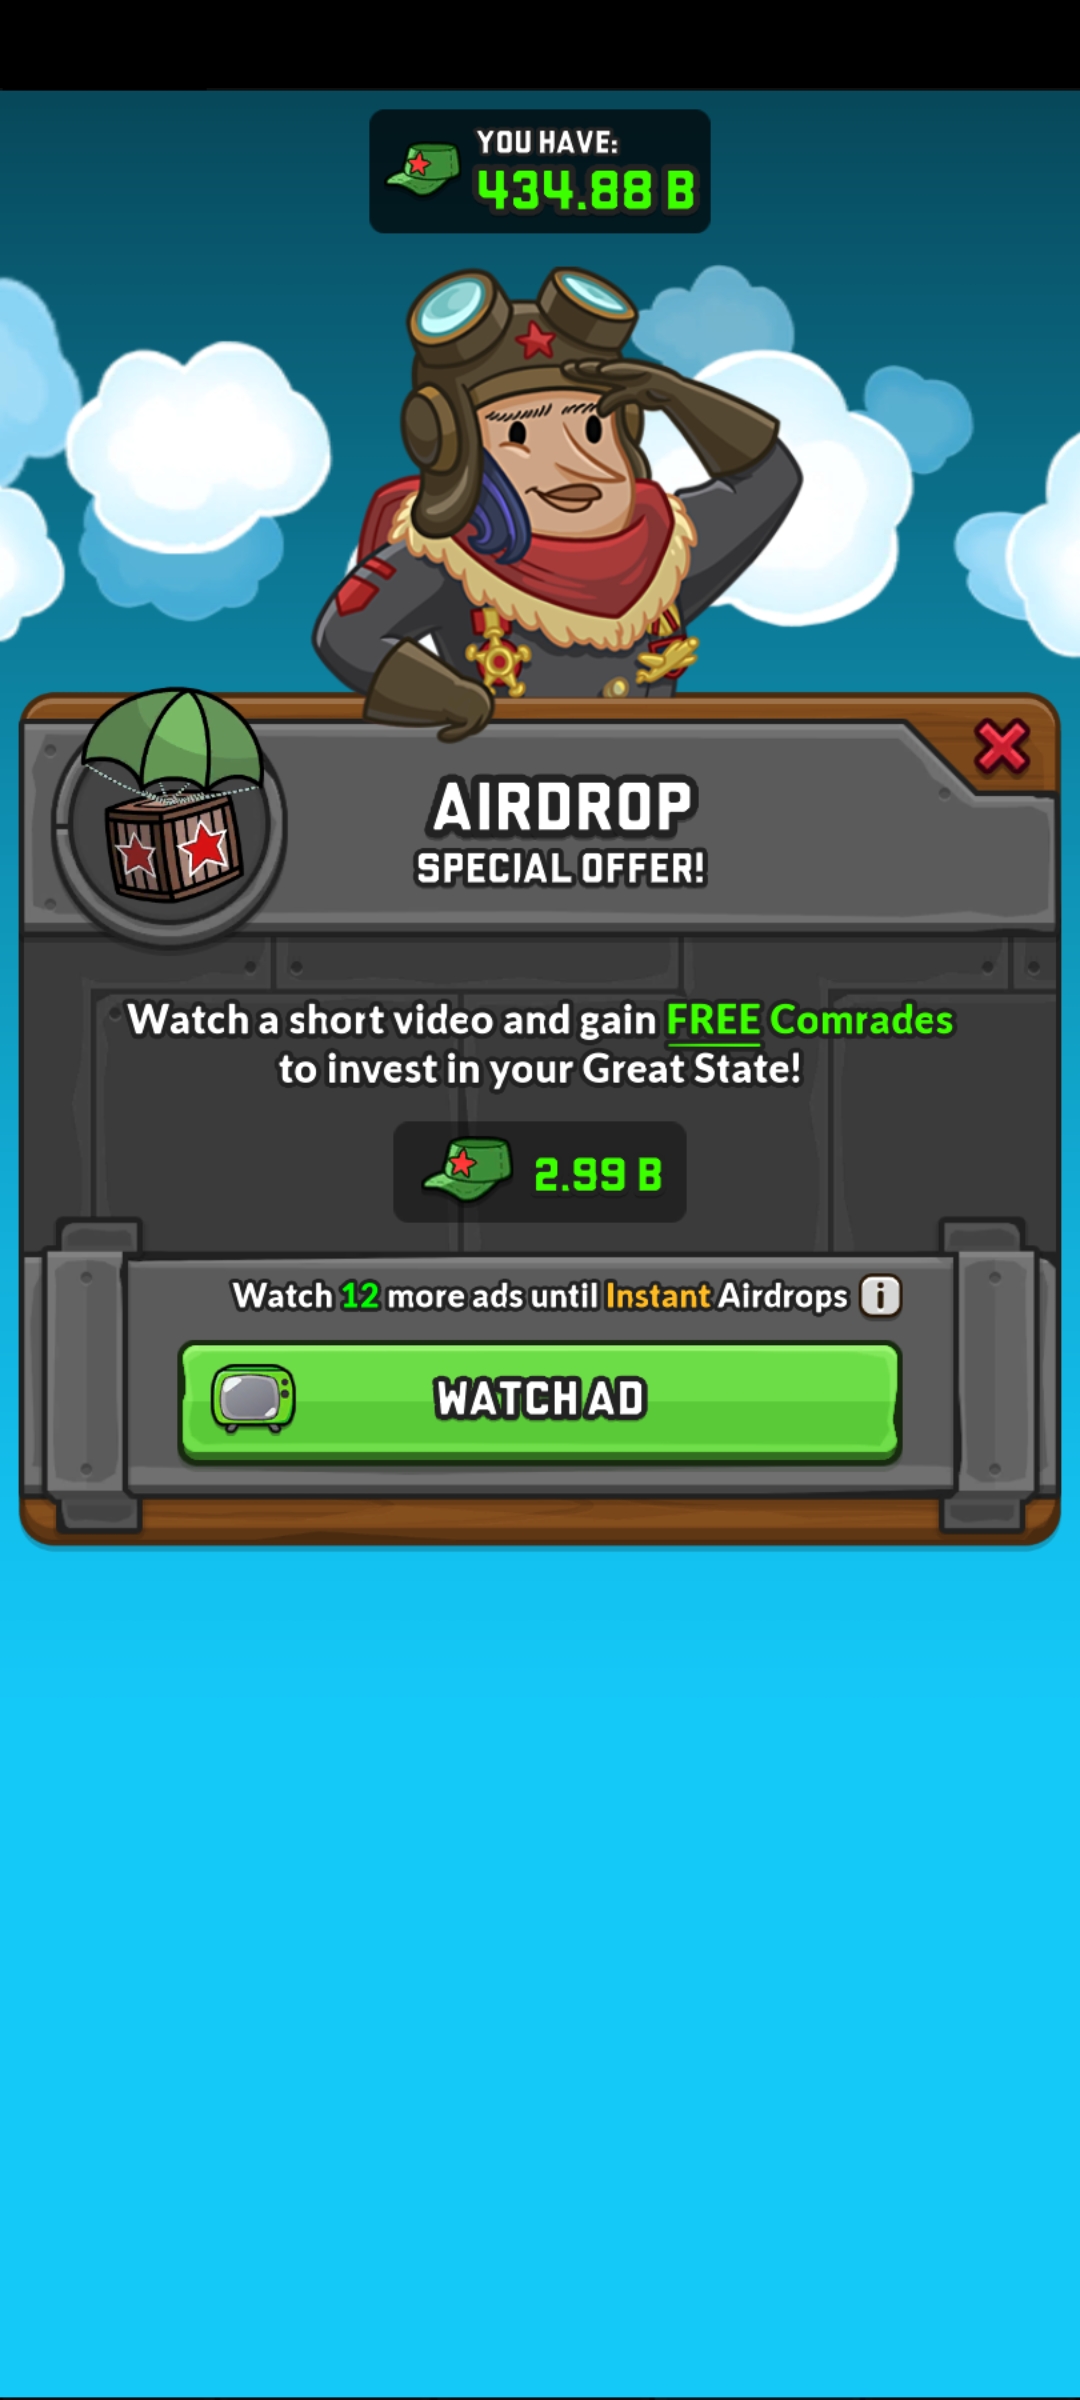 YOU HAVE:
434.88 B
AIRDROP
SPECIAL OFFER!
Watch a short video and gain FREE Comrades
to invest in your Great State!
2.99 B
Watch 12 more ads until Instant Airdrops i
WATCH AD